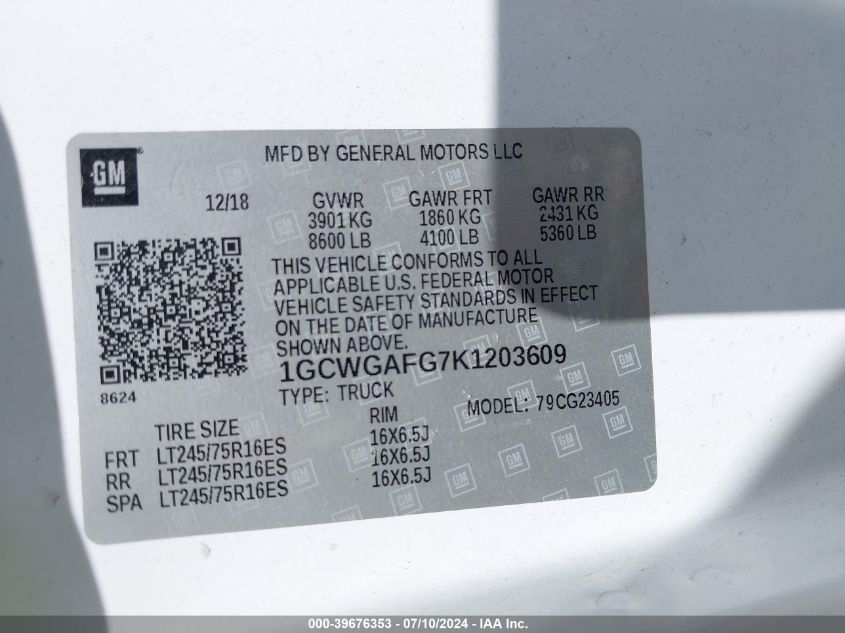 GM
MFD BY GENERAL MOTORS LLC
12/18 GVWR GAWR FRT GAWR RR
3901 KG 1860 KG 2431 KG
8600 LB 4100 LB 5360 LB
THIS VEHICLE CONFORMS TO ALL
APPLICABLE U.S. FEDERAL MOTOR
VEHICLE SAFETY STANDARDS IN EFFECT
ON THE DATE OF MANUFACTURE
SHOWN ABOVE.
1GCWGAFG7K1203609
8624
TYPE: TRUCK MODEL: 79CG23405
TIRE SIZE RIM
FRT LT245/75R16ES 16X6.5J
RR LT245/75R16ES 16X6.5J
SPA LT245/75R16ES 16X6.5J
000-39676353 - 07/10/2024 - IAA Inc.